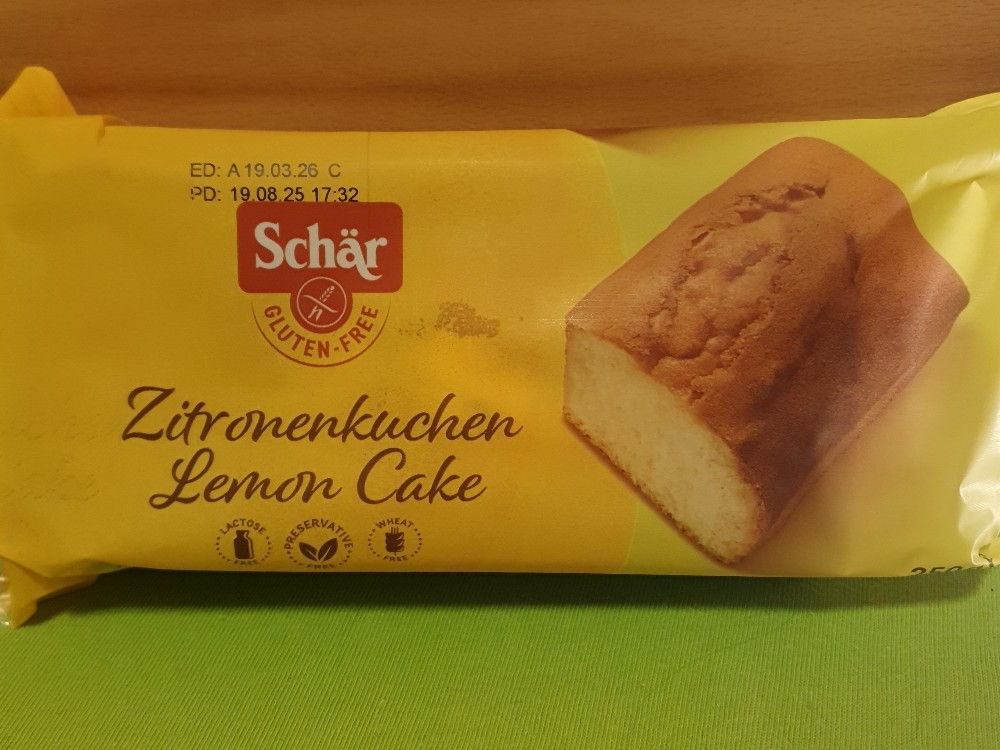 ED: A 19.03.26 C
PD: 19.08.25 17:32
Schär
GLUTEN-FREE
Zitronenkuchen
Lemon Cake
LACTOSE
FREE
PRESERVATIVE
FREE
WHEAT
FREE